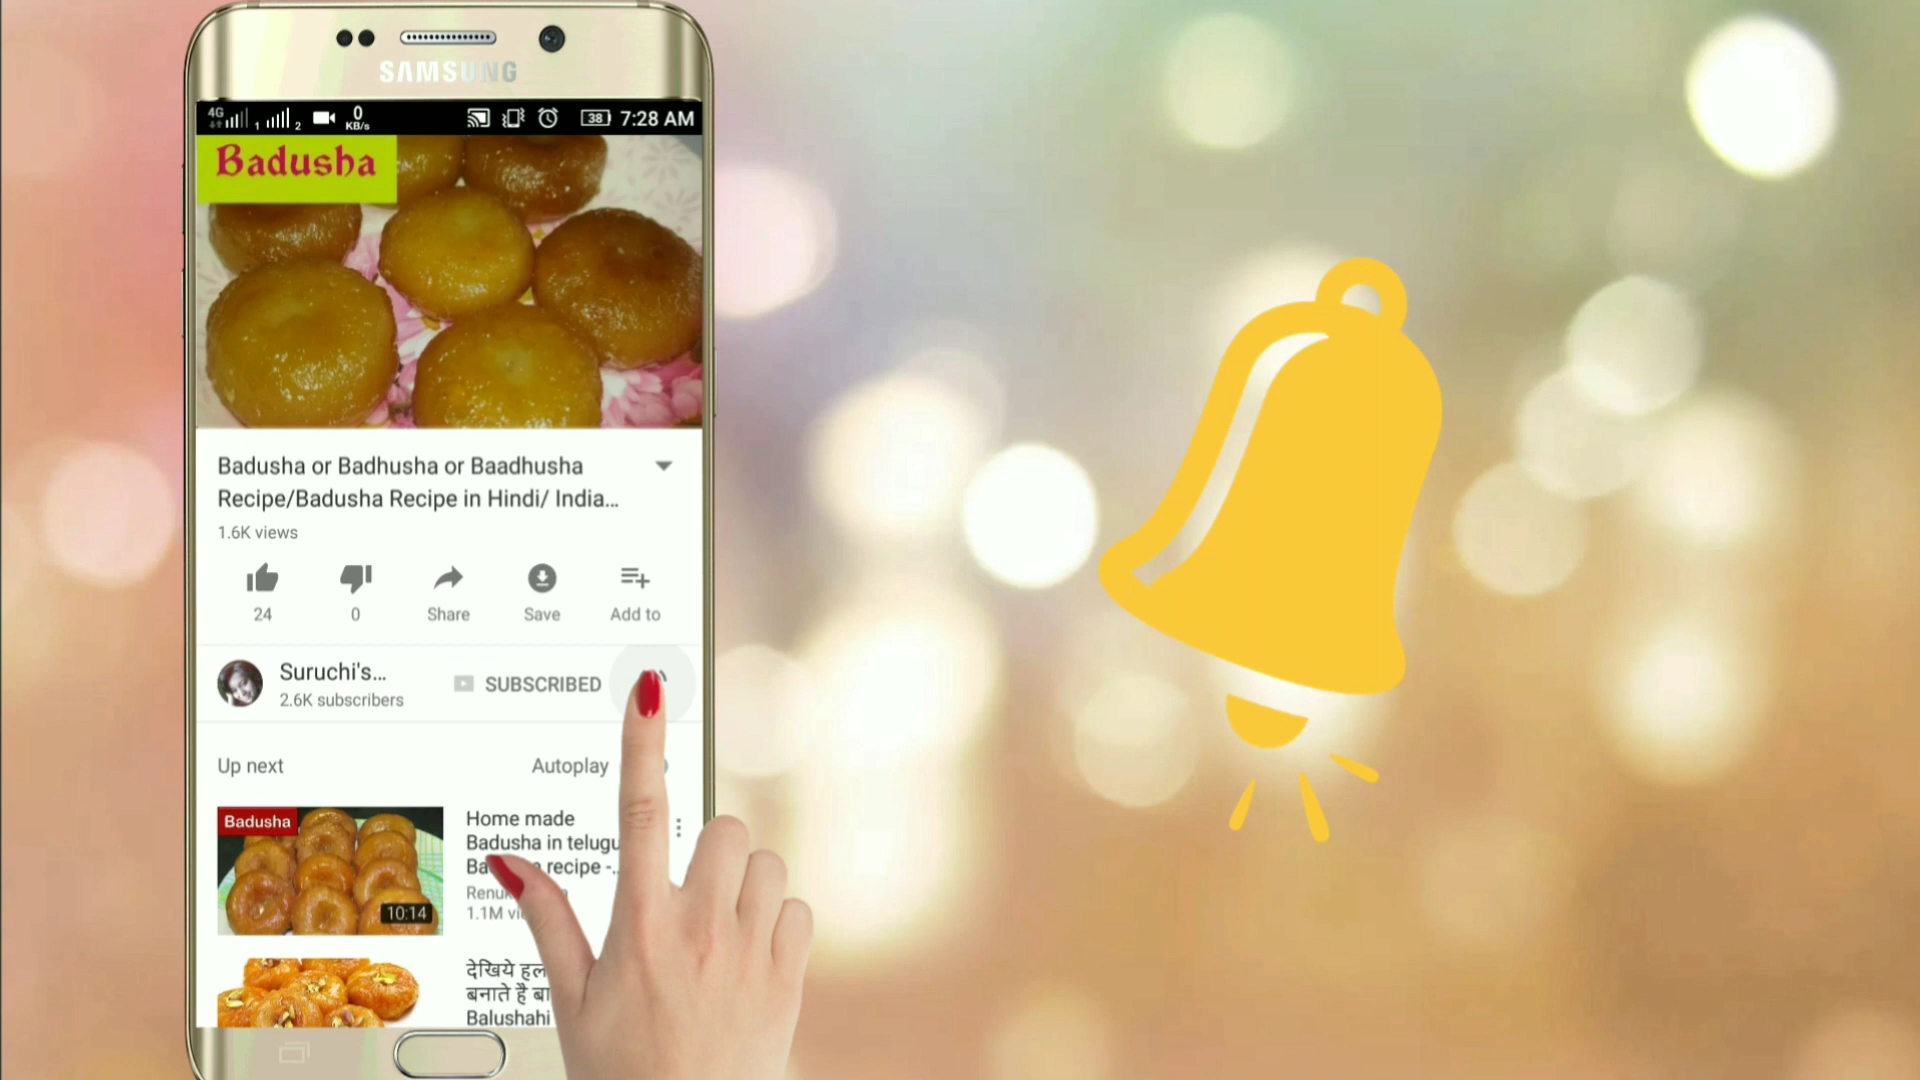 SAMSUNG
4G 1 2 0 KB/s 38 7:28 AM
Badusha
Badusha or Badhusha or Baadhusha
Recipe/Badusha Recipe in Hindi/ India...
1.6K views
24 0 Share Save Add to
Suruchi's...
2.6K subscribers
SUBSCRIBED
Up next Autoplay
Badusha
10:14
Home made
Badusha in telugu
recipe -..
1.1M
देखिये
बनाते है
Balushahi